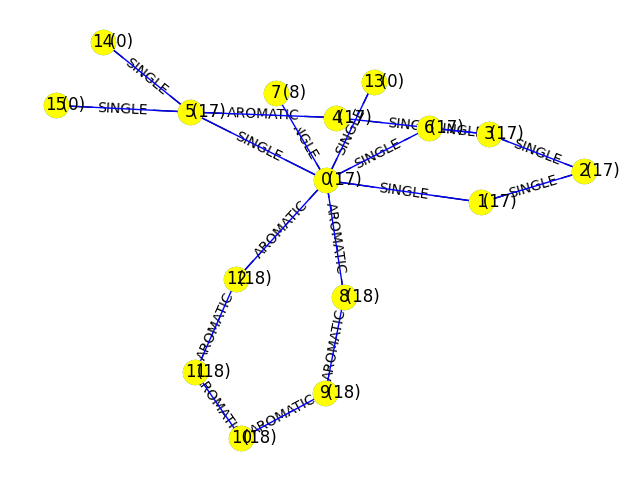 14(0)
SINGLE
13(0)
7(8)
15(0)
SINGLE
5(17)
AROMATIC
4(17)
SINGLE
6(17)
SINGLE
3(17)
SINGLE
SINGLE
SINGLE
SINGLE
SINGLE
2(17)
0(17)
SINGLE
SINGLE
1(17)
AROMATIC
AROMATIC
12(18)
8(18)
AROMATIC
AROMATIC
11(18)
AROMATIC
9(18)
AROMATIC
10(18)